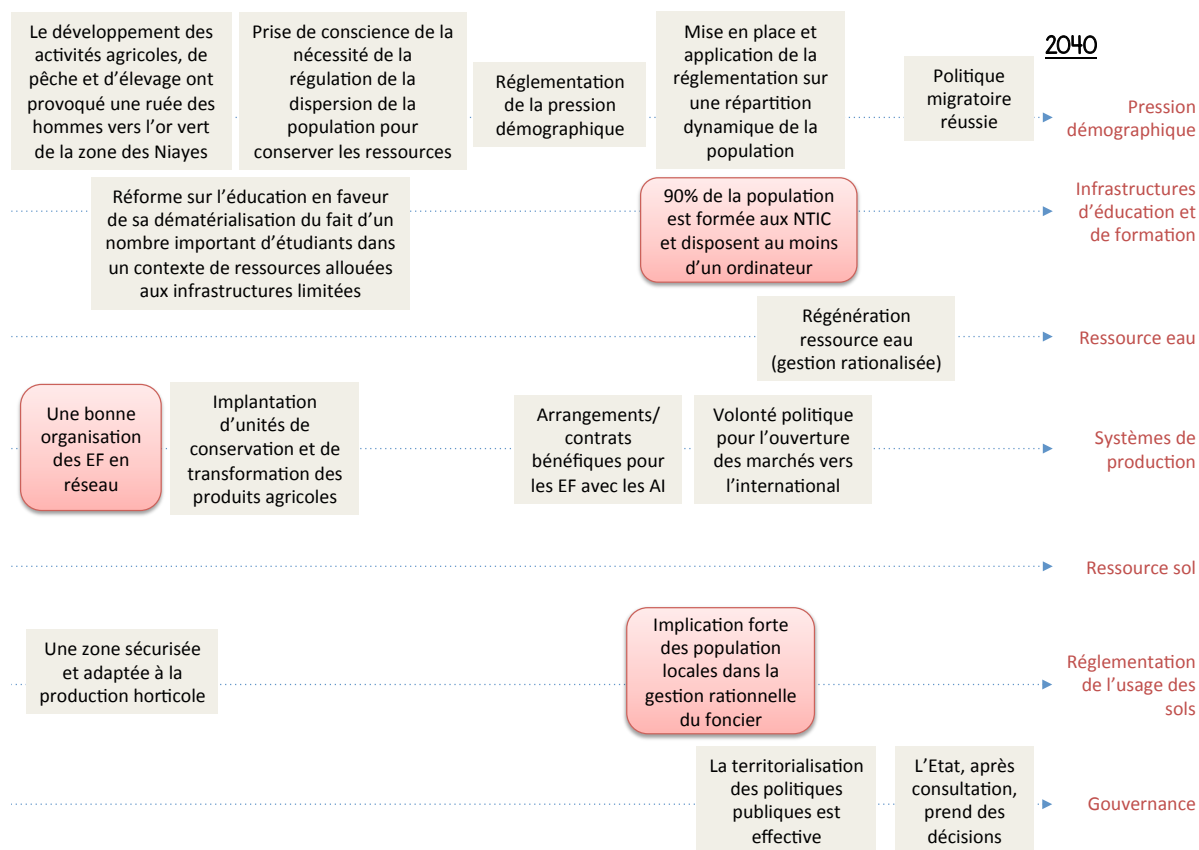 Le développement des
activités agricoles, de
pêche et d'élevage ont
provoqué une ruée des
hommes vers l'or vert
de la zone des Niayes
Prise de conscience de la
nécessité de la
régulation de la
dispersion de la
population pour
conserver les ressources
Réglementation
de la pression
démographique
Mise en place et
application de la
réglementation sur
une répartition
dynamique de la
population
Politique
migratoire
réussie
2040
Pression
démographique
Réforme sur l'éducation en faveur
de sa dématérialisation du fait d'un
nombre important d'étudiants dans
un contexte de ressources allouées
aux infrastructures limitées
90% de la population
est formée aux NTIC
et disposent au moins
d'un ordinateur
Infrastructures
d'éducation et
de formation
Régénération
ressource eau
(gestion rationalisée)
Ressource eau
Une bonne
organisation
des EF en
réseau
Implantation
d'unités de
conservation et de
transformation des
produits agricoles
Arrangements/
contrats
bénéfiques pour
les EF avec les AI
Volonté politique
pour l'ouverture
des marchés vers
l'international
Systèmes de
production
Ressource sol
Une zone sécurisée
et adaptée à la
production horticole
Implication forte
des population
locales dans la
gestion rationnelle
du foncier
Réglementation
de l'usage des
sols
La territorialisation
des politiques
publiques est
effective
L'Etat, après
consultation,
prend des
décisions
Gouvernance